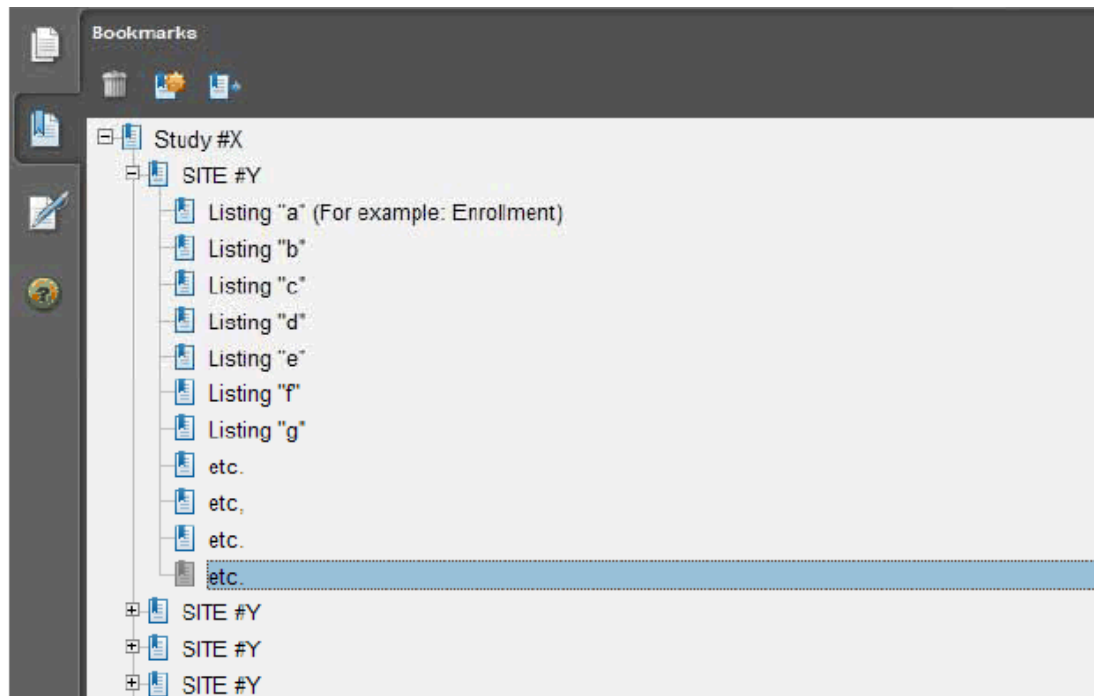 Bookmarks
Study #X
SITE #Y
Listing "a" (For example: Enrollment)
Listing "b"
Listing "c"
Listing "d"
Listing "e"
Listing "f"
Listing "g"
etc.
etc,
etc.
etc.
SITE #Y
SITE #Y
SITE #Y